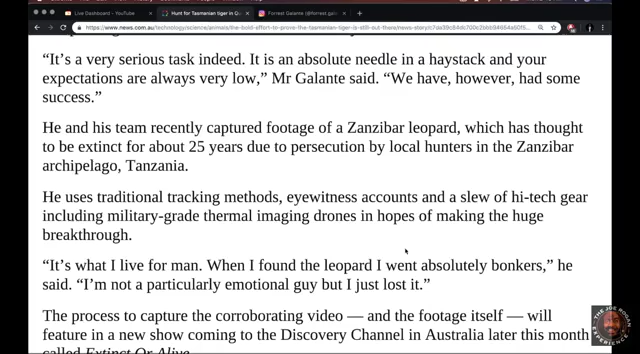 Live Dashboard - YouTube
Hunt for Tasmanian tiger in Q
Forrest Galante (@forrest.gala
“It’s a very serious task indeed. It is an absolute needle in a haystack and your
expectations are always very low,” Mr Galante said. “We have, however, had some
success.”
He and his team recently captured footage of a Zanzibar leopard, which has thought
to be extinct for about 25 years due to persecution by local hunters in the Zanzibar
archipelago, Tanzania.
He uses traditional tracking methods, eyewitness accounts and a slew of hi-tech gear
including military-grade thermal imaging drones in hopes of making the huge
breakthrough.
“It’s what I live for man. When I found the leopard I went absolutely bonkers,” he
said. “I’m not a particularly emotional guy but I just lost it.”
The process to capture the corroborating video — and the footage itself — will
feature in a new show coming to the Discovery Channel in Australia later this month
called Extinct Or Alive
THE JOE ROGAN
EXPERIENCE